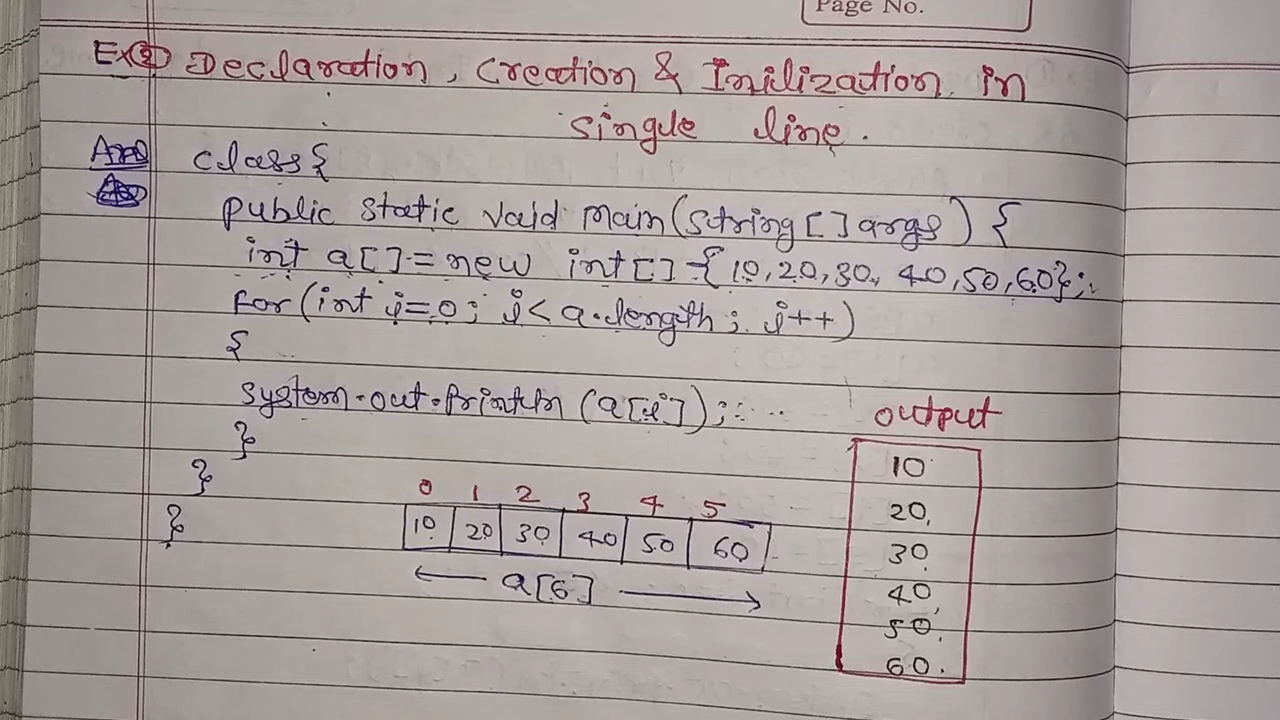 Page No.
Ex② Declaration, Creation & Inilization in
single line.
Ans class{
public static void main(string[]args) {
int a[]=new int[]{10,20,30, 40,50,60};
for(int i=0; i<a.length; i++)
{
system.out.println(a[i]);
}
}
}
0 1 2 3 4 5
10 20 30 40 50 60
a[6]
output
10
20
30
40
50
60